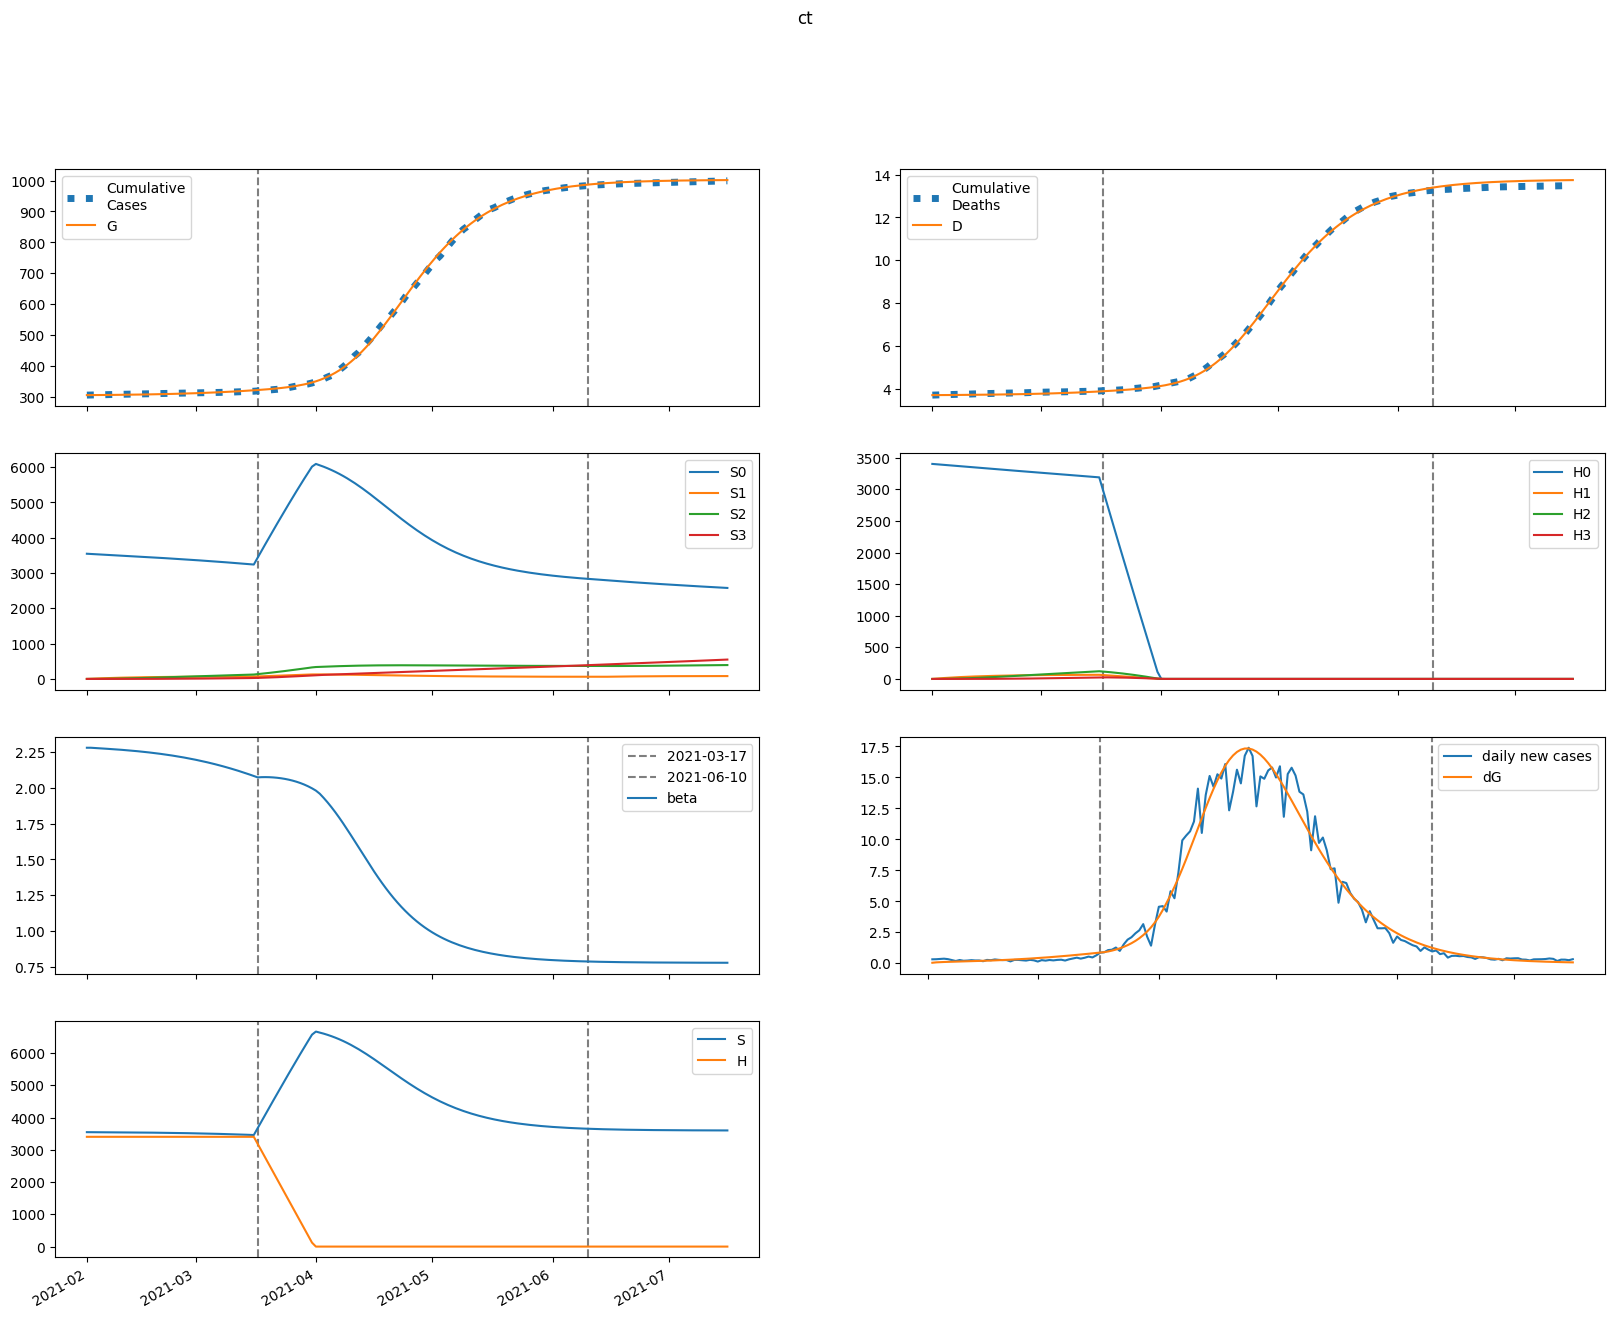 ct
Cumulative
Cases
G
1000
900
800
700
600
500
400
300
Cumulative
Deaths
D
14
12
10
8
6
4
S0
S1
S2
S3
6000
5000
4000
3000
2000
1000
0
H0
H1
H2
H3
3500
3000
2500
2000
1500
1000
500
0
2021-03-17
2021-06-10
beta
2.25
2.00
1.75
1.50
1.25
1.00
0.75
daily new cases
dG
17.5
15.0
12.5
10.0
7.5
5.0
2.5
0.0
S
H
6000
5000
4000
3000
2000
1000
0
2021-02
2021-03
2021-04
2021-05
2021-06
2021-07